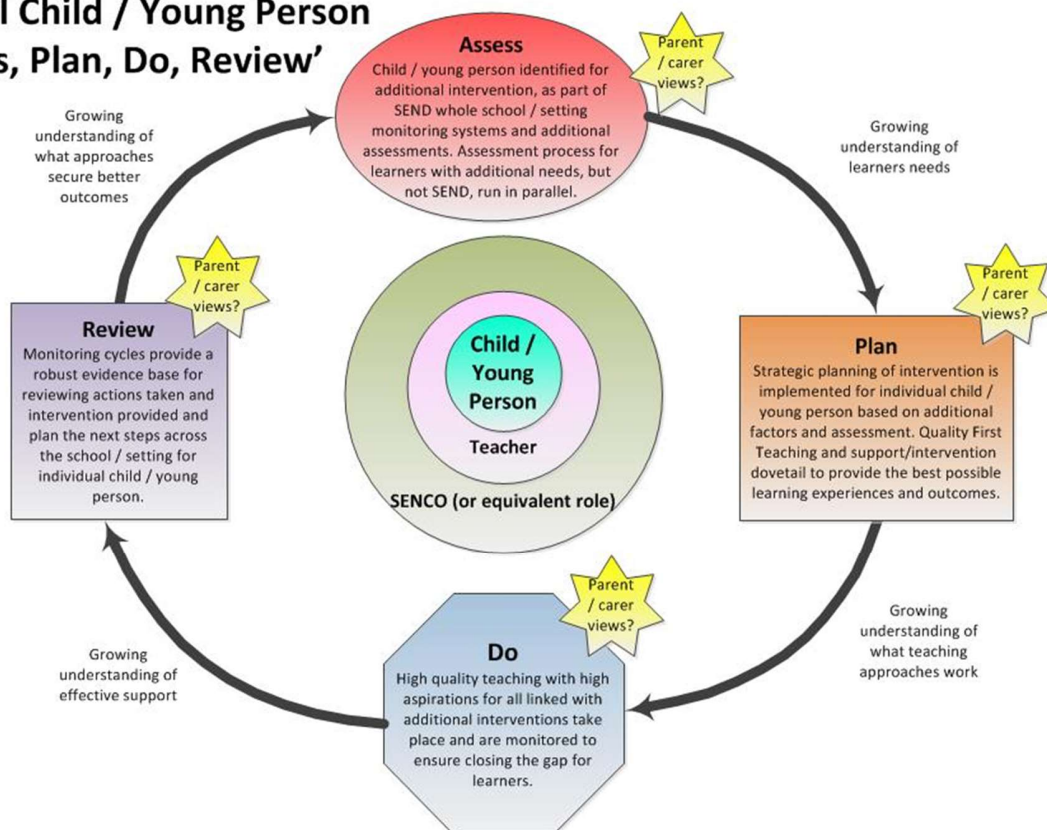 l Child / Young Person
s, Plan, Do, Review’
Assess
Child / young person identified for
additional intervention, as part of
SEND whole school / setting
monitoring systems and additional
assessments. Assessment process for
learners with additional needs, but
not SEND, run in parallel.
Parent
/ carer
views?
Growing
understanding of
learners needs
Parent
/ carer
views?
Plan
Strategic planning of intervention is
implemented for individual child /
young person based on additional
factors and assessment. Quality First
Teaching and support/intervention
dovetail to provide the best possible
learning experiences and outcomes.
Growing
understanding of
what teaching
approaches work
Parent
/ carer
views?
Do
High quality teaching with high
aspirations for all linked with
additional interventions take
place and are monitored to
ensure closing the gap for
learners.
Growing
understanding of
effective support
Parent
/ carer
views?
Review
Monitoring cycles provide a
robust evidence base for
reviewing actions taken and
intervention provided and
plan the next steps across
the school / setting for
individual child / young
person.
Growing
understanding of
what approaches
secure better
outcomes
Child /
Young
Person
Teacher
SENCO (or equivalent role)